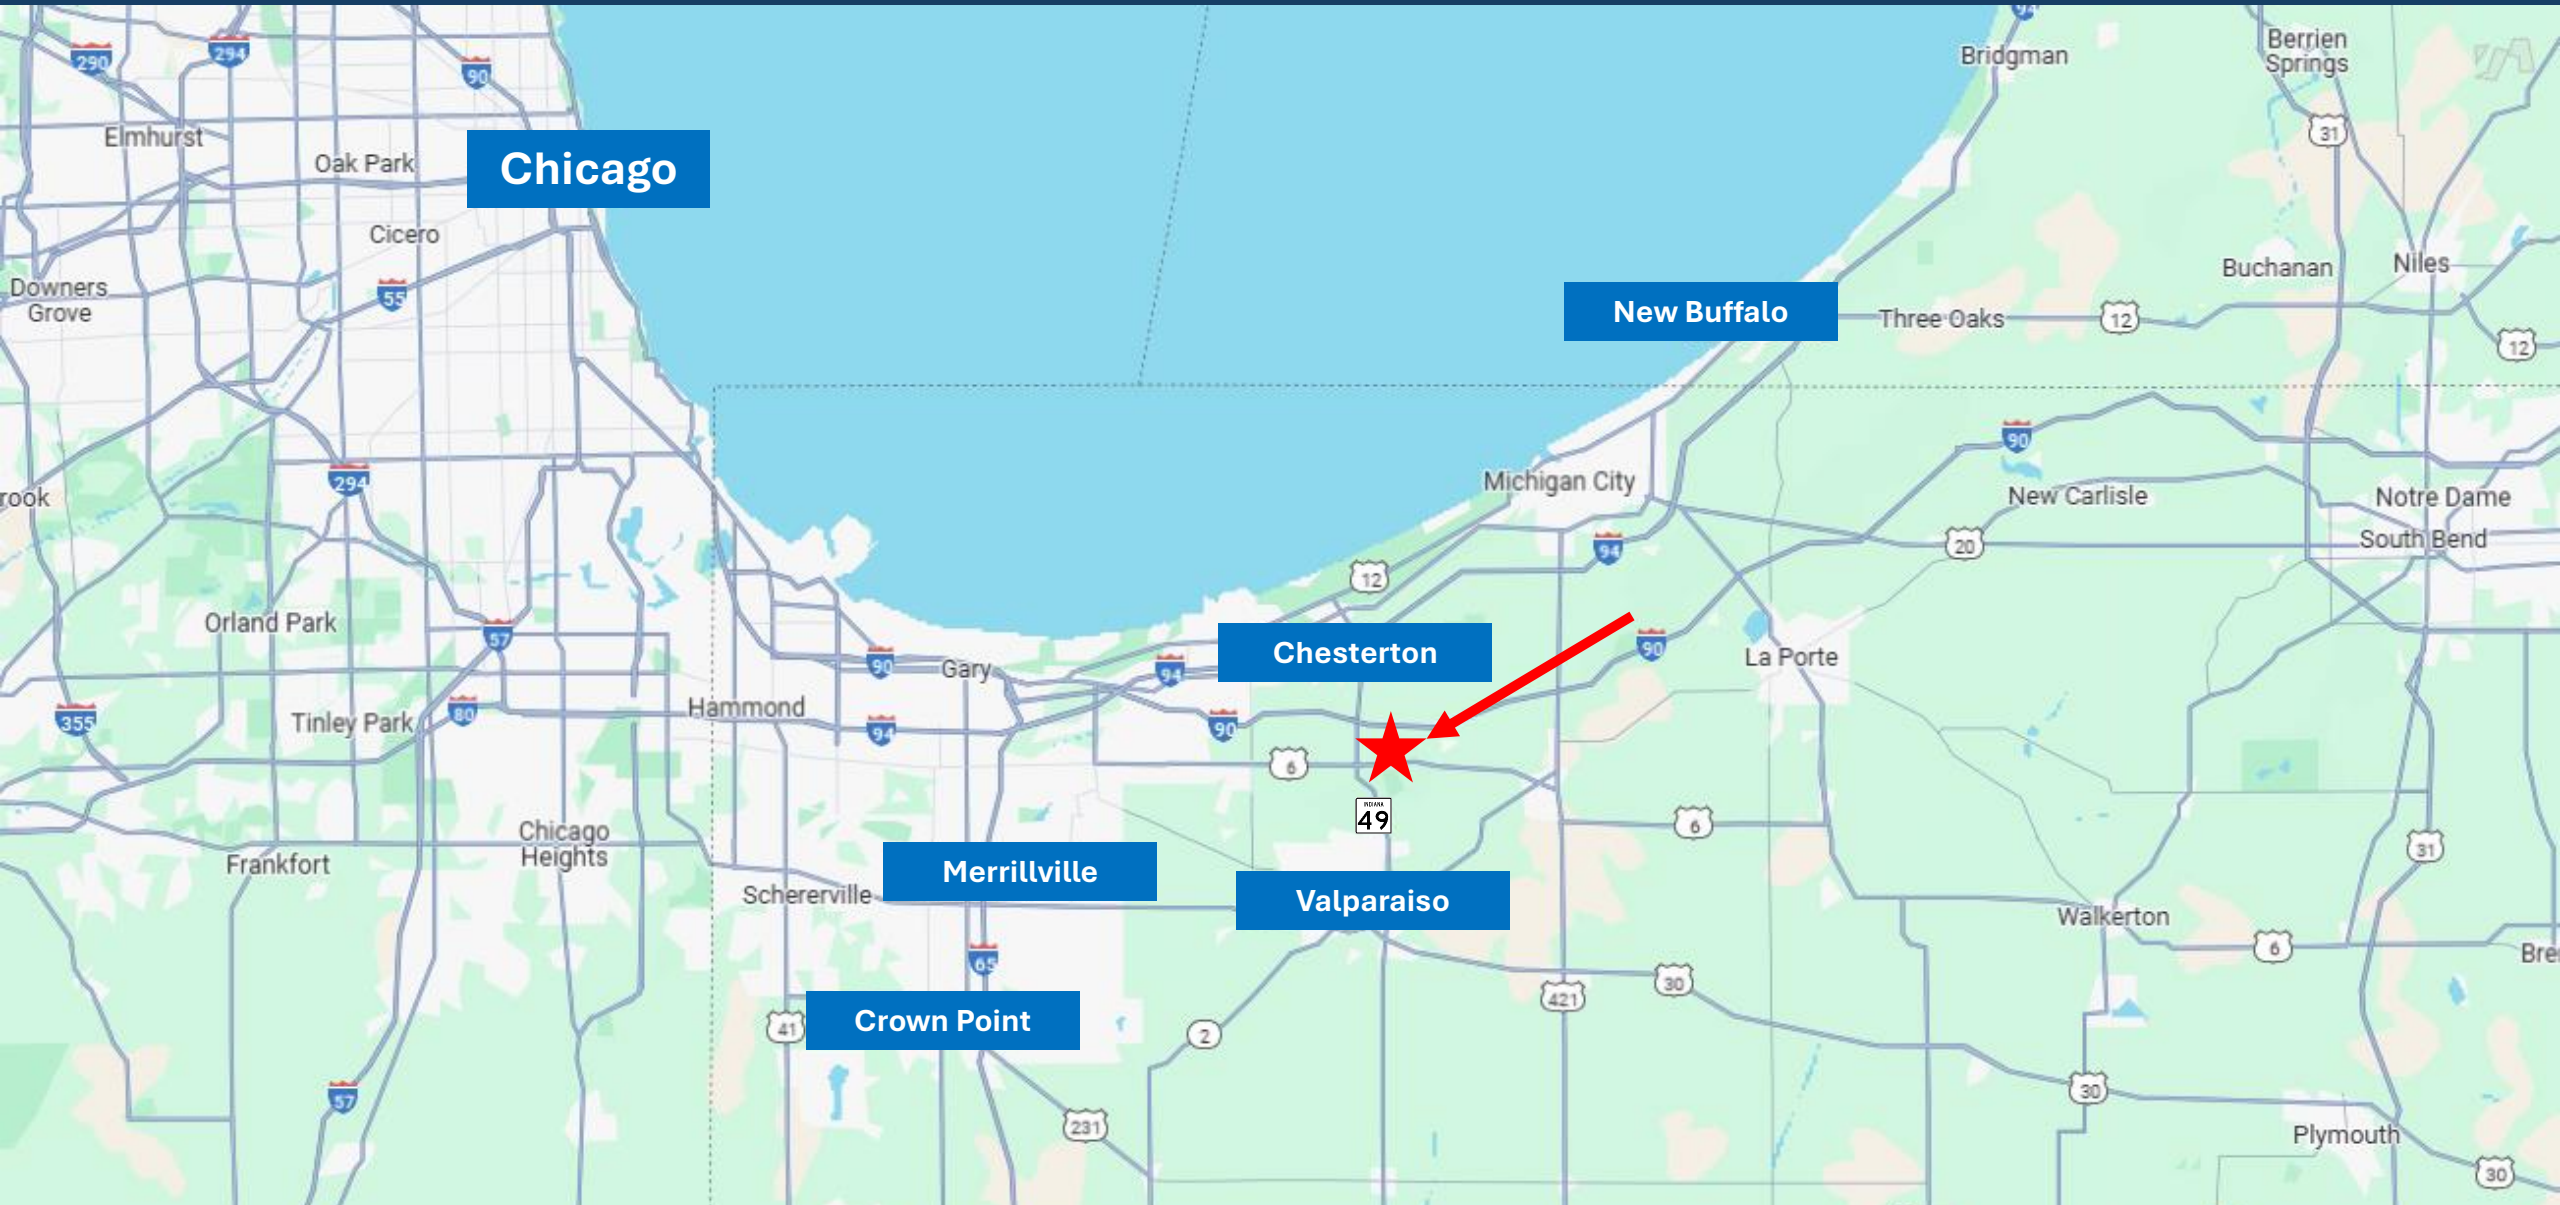 94
290
294
90
Bridgman
Berrien
Springs
31
Elmhurst
Oak Park
Chicago
Cicero
Downers
Grove
55
Buchanan
Niles
New Buffalo
Three Oaks
12
12
90
294
Michigan City
rook
New Carlisle
Notre Dame
South Bend
20
94
12
Orland Park
57
Chesterton
90
La Porte
90
Gary
94
Hammond
80
355
Tinley Park
94
90
6
INDIANA
49
6
Chicago
Heights
31
Frankfort
Merrillville
Schererville
Valparaiso
Walkerton
6
Bre
65
30
421
Crown Point
41
2
30
57
231
Plymouth
30